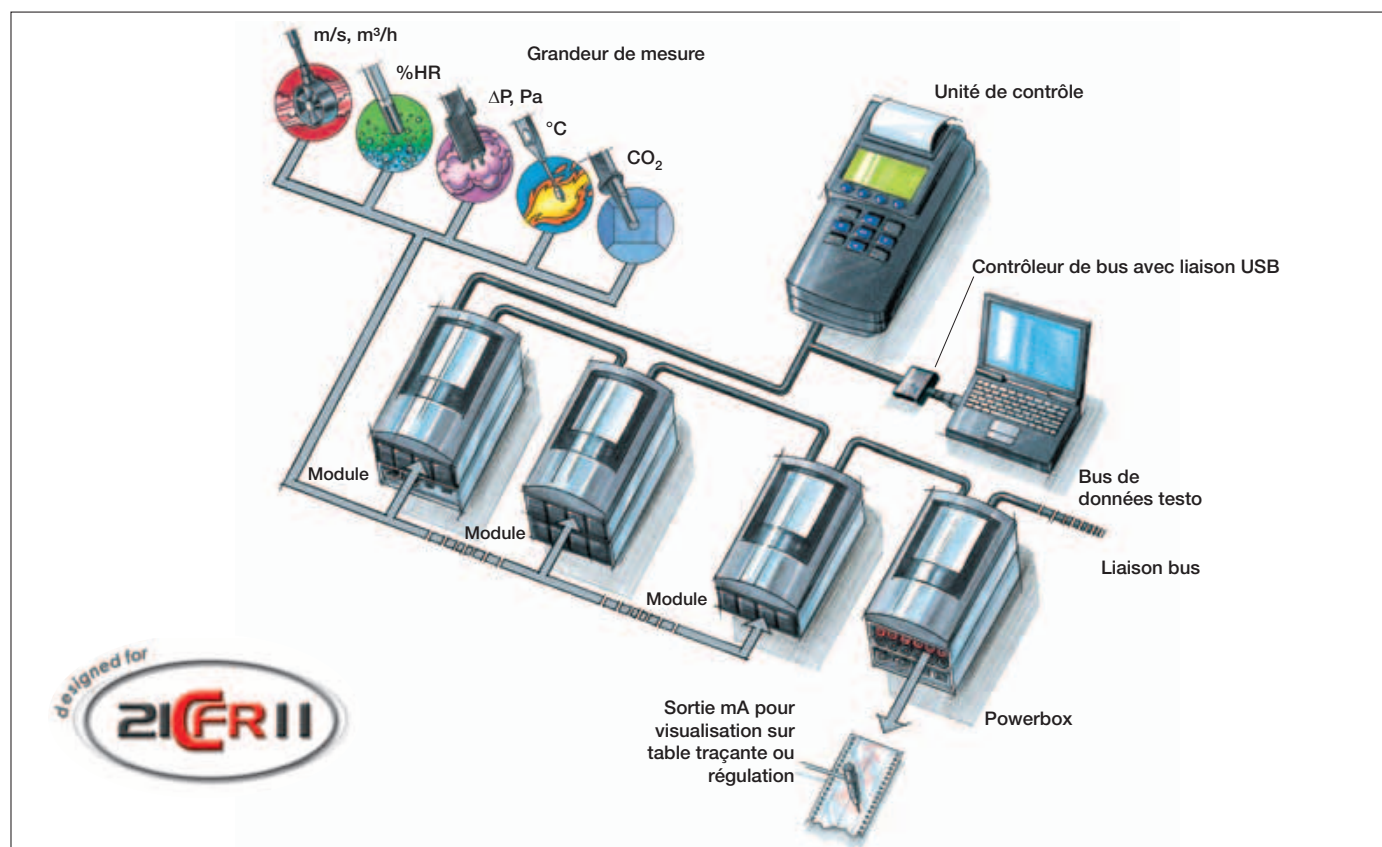 m/s, m³/h
Grandeur de mesure
%HR
∆P, Pa
°C
CO₂
Unité de contrôle
Contrôleur de bus avec liaison USB
Module
Module
Module
Bus de
données testo
Liaison bus
Powerbox
Sortie mA pour
visualisation sur
table traçante ou
régulation
designed for
21CFR11